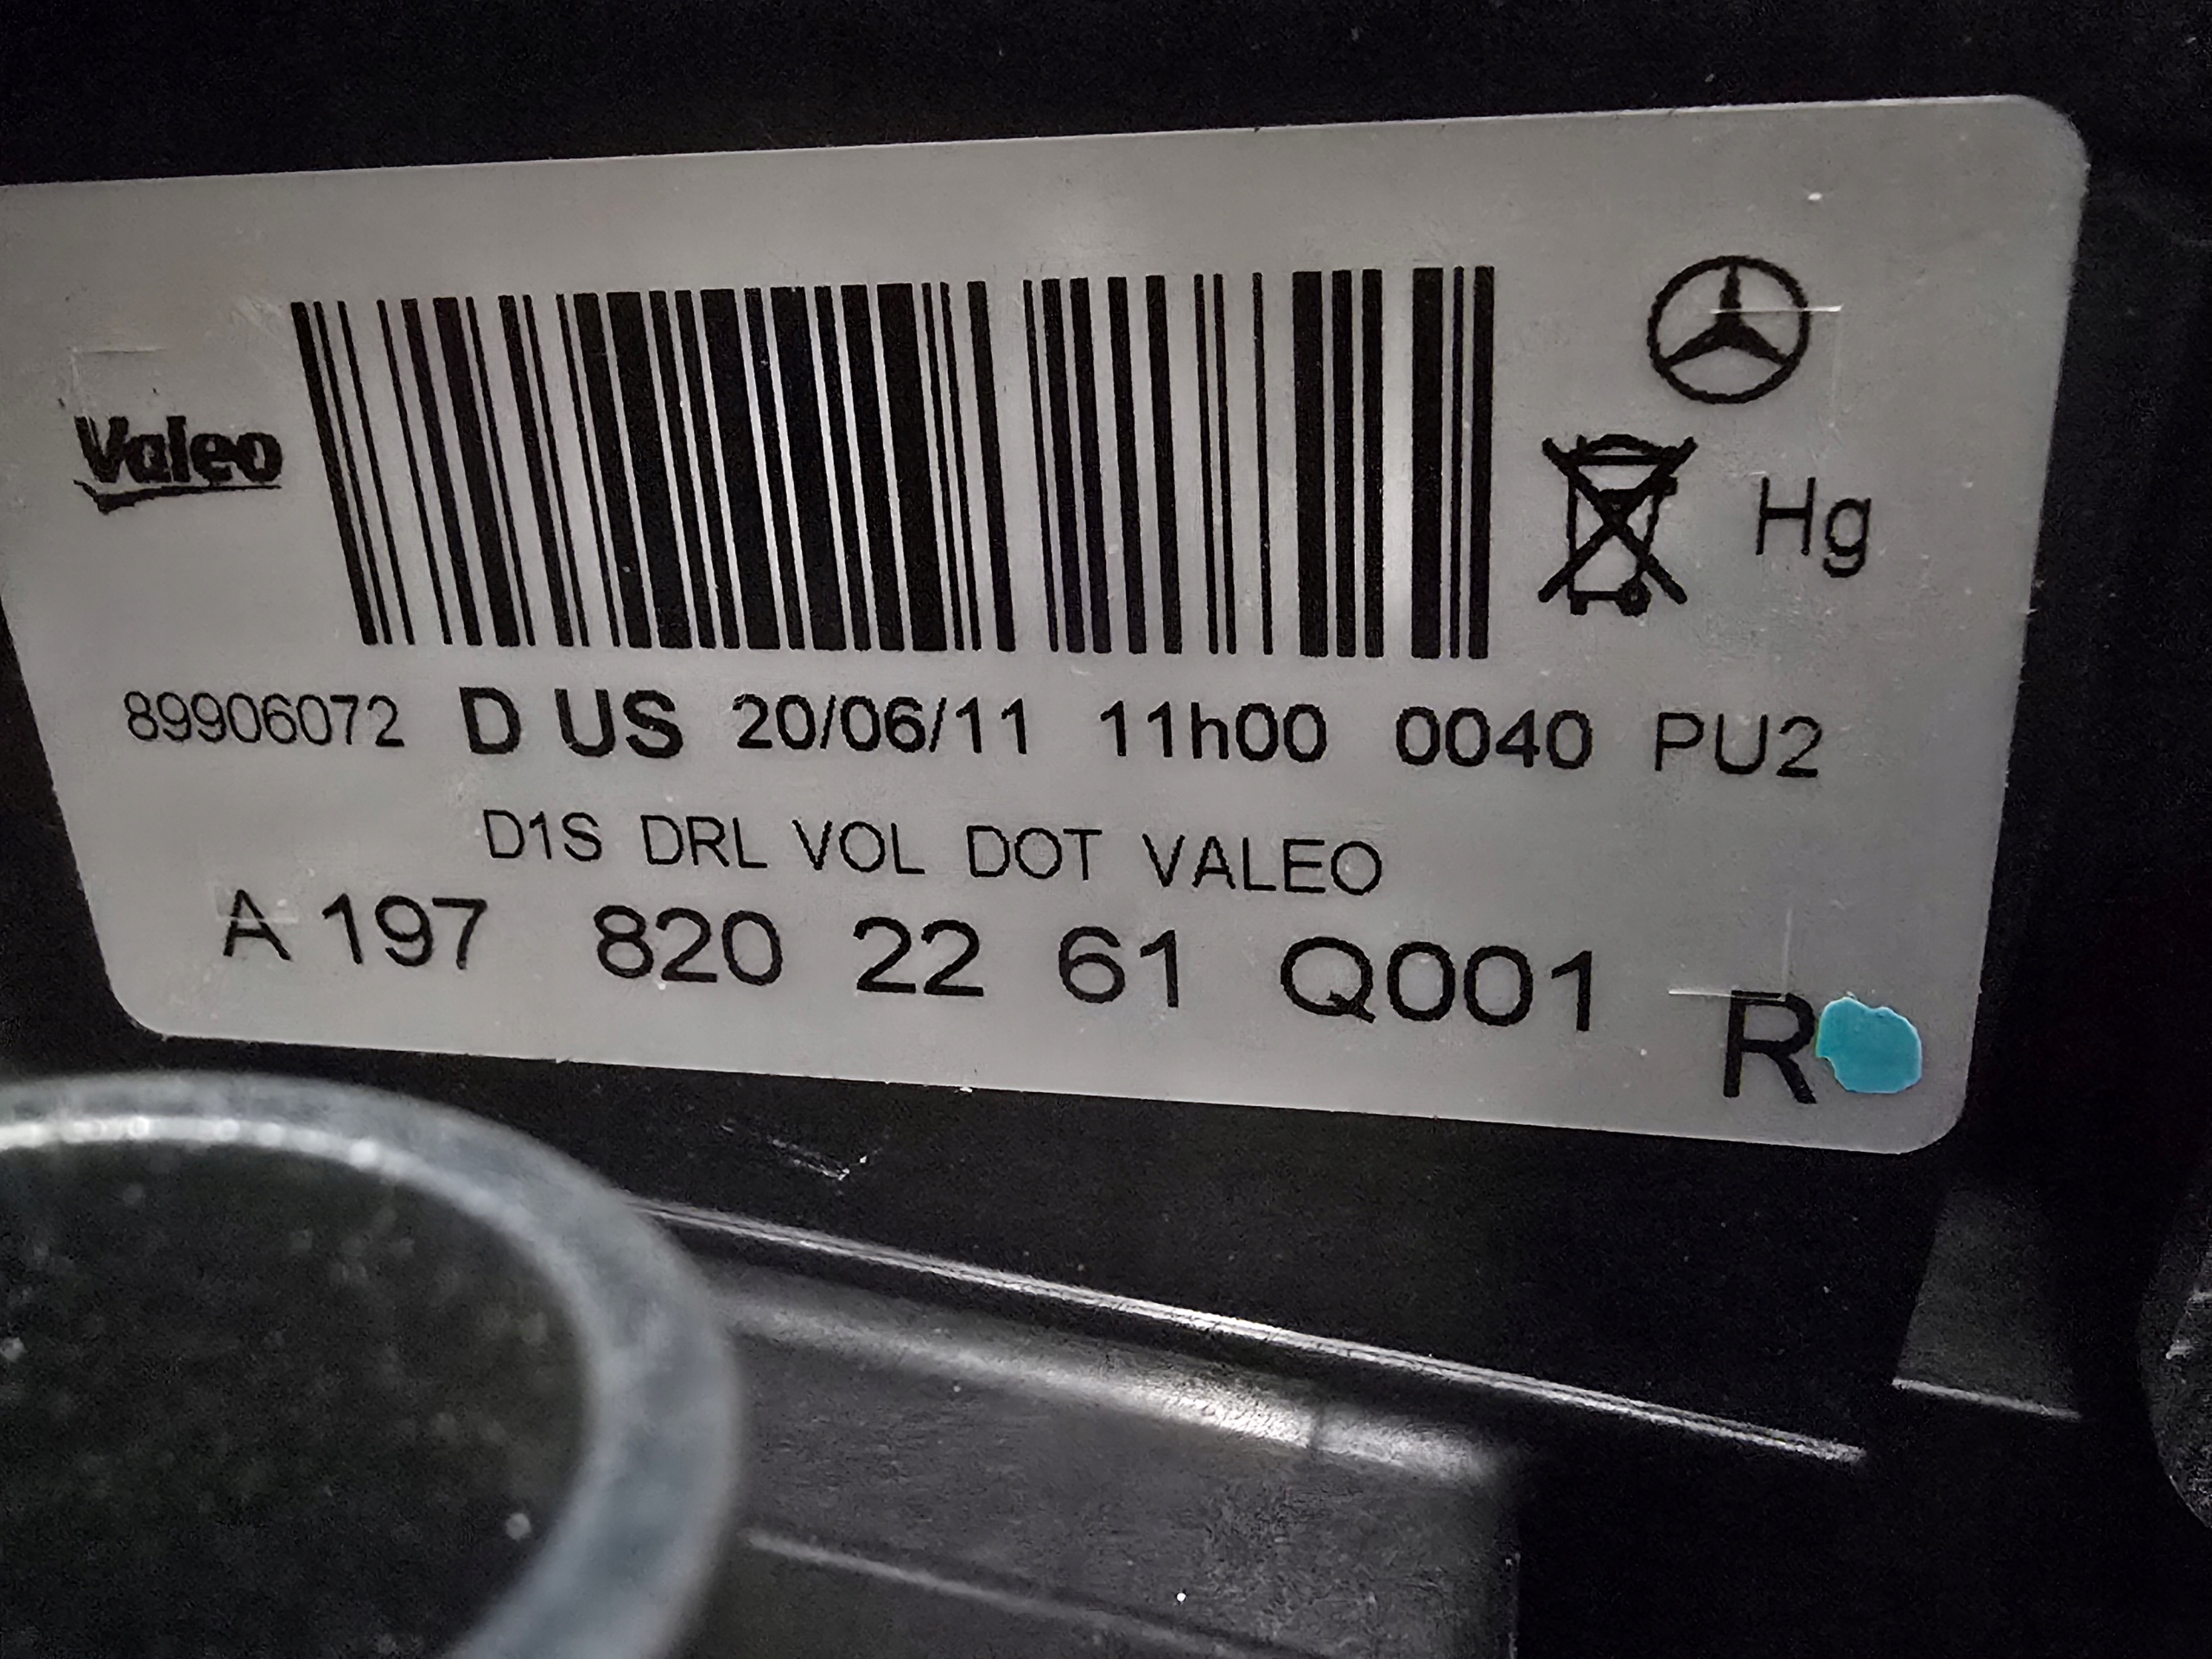 Valeo
Hg
89906072 D US 20/06/11 11h00 0040 PU2
D1S DRL VOL DOT VALEO
A 197 820 22 61 Q001 R